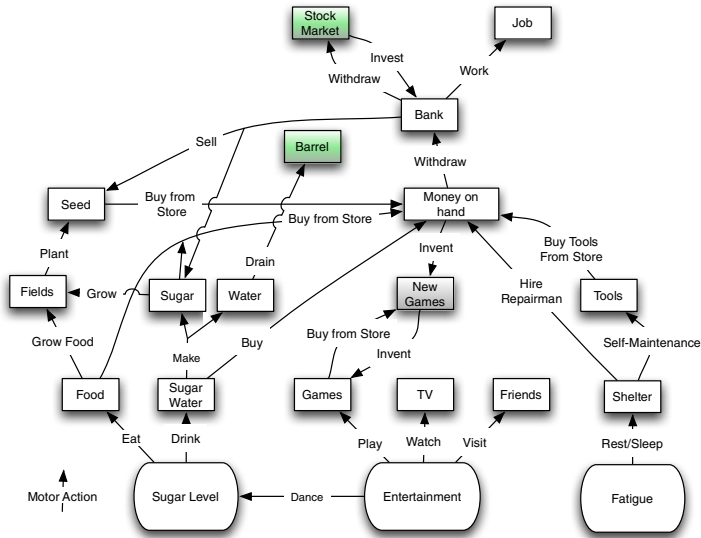 Stock
Market
Job
Invest
Work
Withdraw
Bank
Sell
Barrel
Withdraw
Seed
Buy from
Store
Money on
hand
Buy from Store
Plant
Drain
Invent
Buy Tools
From Store
Fields
Grow
Sugar
Water
New
Games
Hire
Repairman
Tools
Grow Food
Make
Buy
Buy from Store
Invent
Self-Maintenance
Food
Sugar
Water
Games
TV
Friends
Shelter
Eat
Drink
Play
Watch
Visit
Rest/Sleep
Motor Action
Sugar Level
Dance
Entertainment
Fatigue